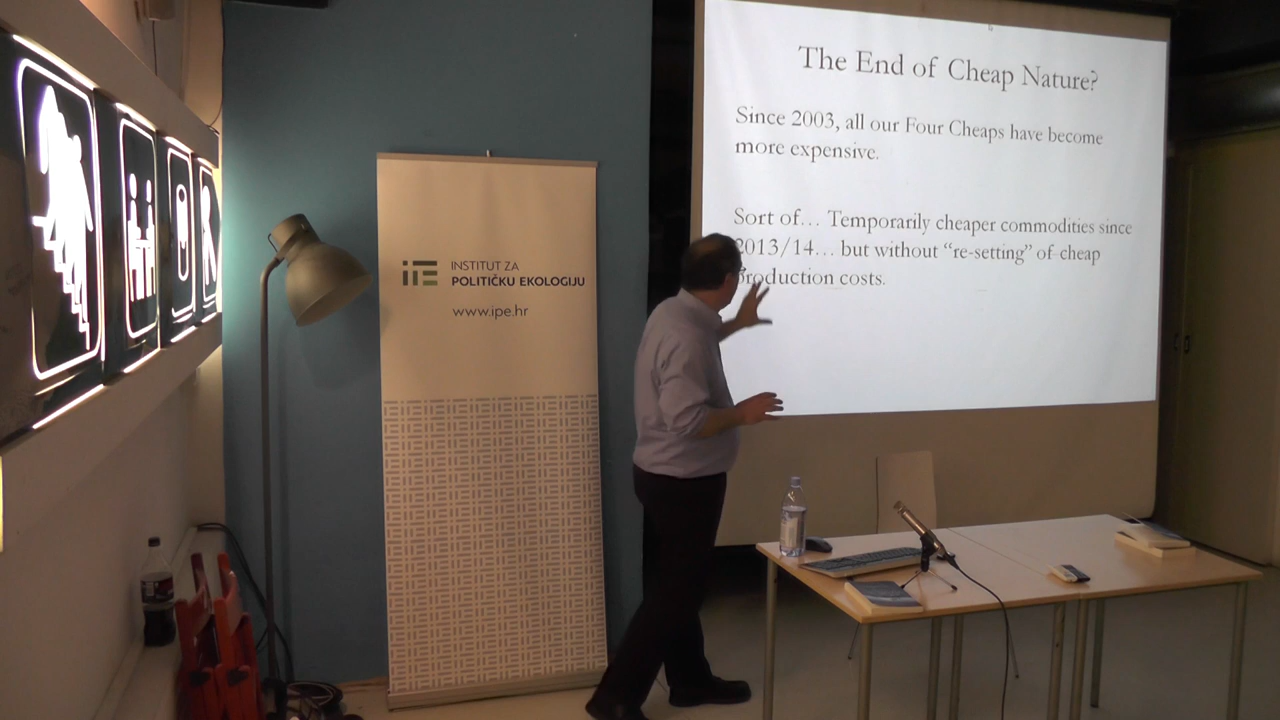 INSTITUT ZA
POLITIČKU EKOLOGIJU
www.ipe.hr
The End of Cheap Nature?
Since 2003, all our Four Cheaps have become
more expensive.
Sort of… Temporarily cheaper commodities since
2013/14… but without “re-setting” of cheap
production costs.